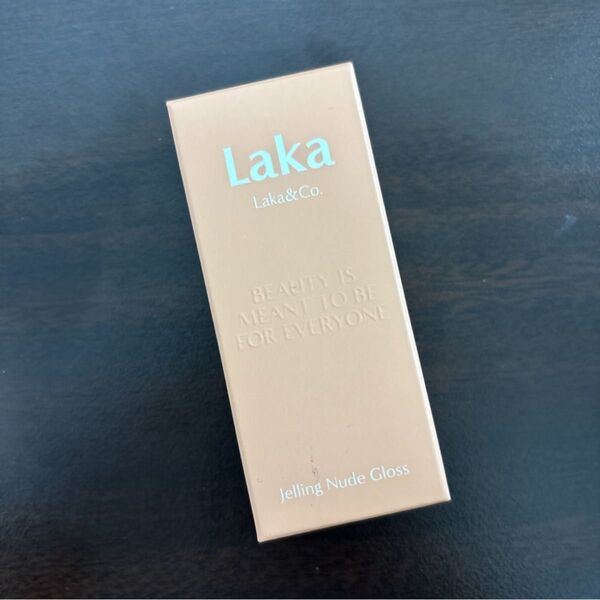 Laka
Laka&Co.
BEAUTY IS
MEANT TO BE
FOR EVERYONE
Jelling Nude Gloss